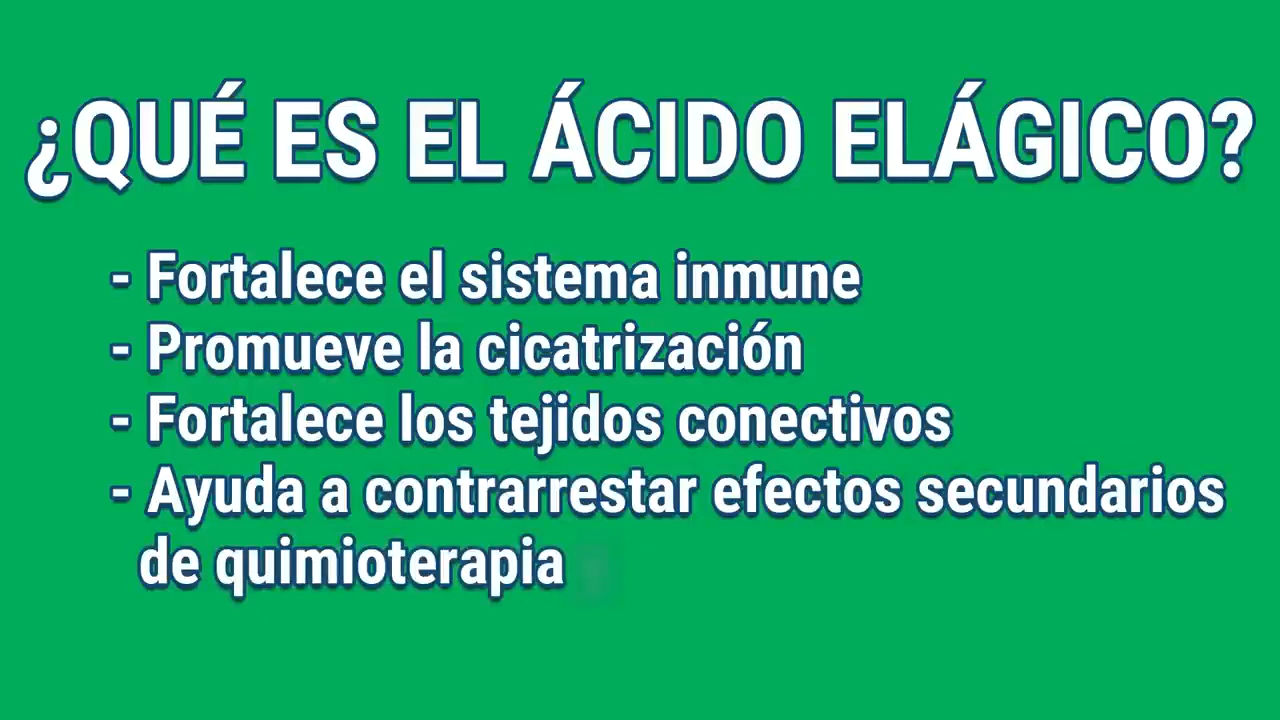 ¿QUÉ ES EL ÁCIDO ELÁGICO?
- Fortalece el sistema inmune
- Promueve la cicatrización
- Fortalece los tejidos conectivos
- Ayuda a contrarrestar efectos secundarios
de quimioterapia